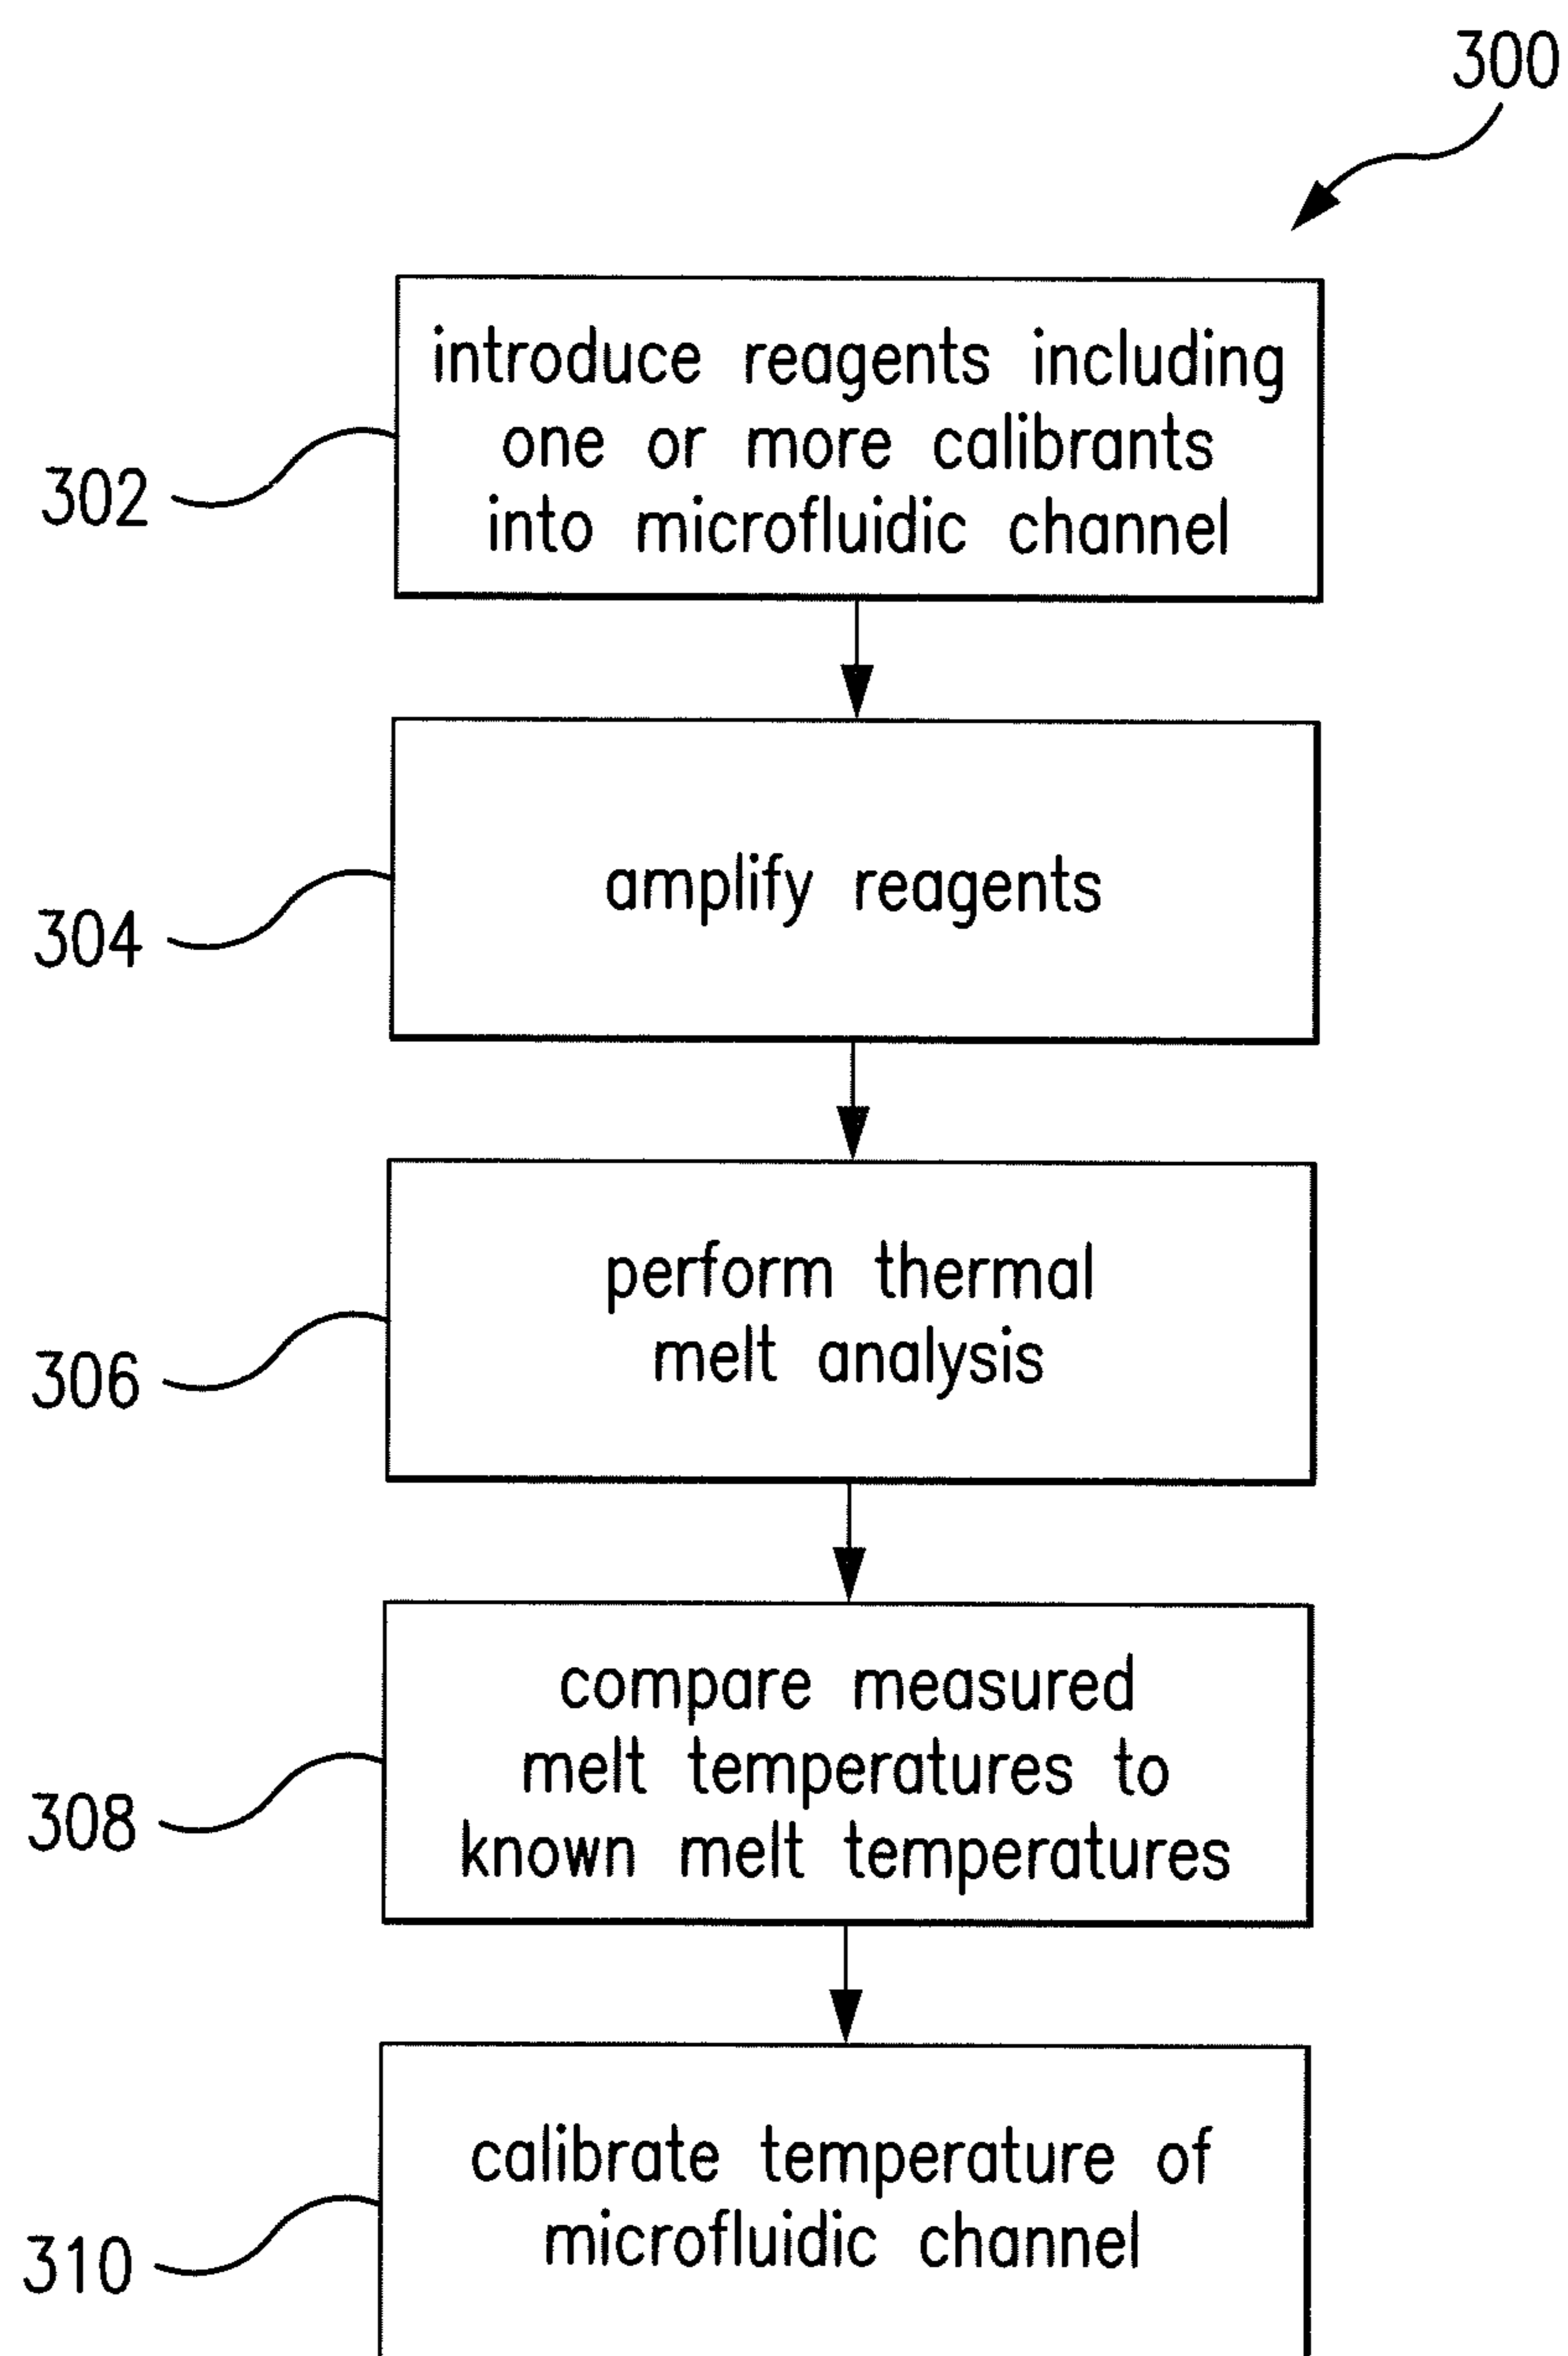 300
introduce reagents including
one or more calibrants
into microfluidic channel
302
amplify reagents
304
perform thermal
melt analysis
306
compare measured
melt temperatures to
known melt temperatures
308
calibrate temperature of
microfluidic channel
310